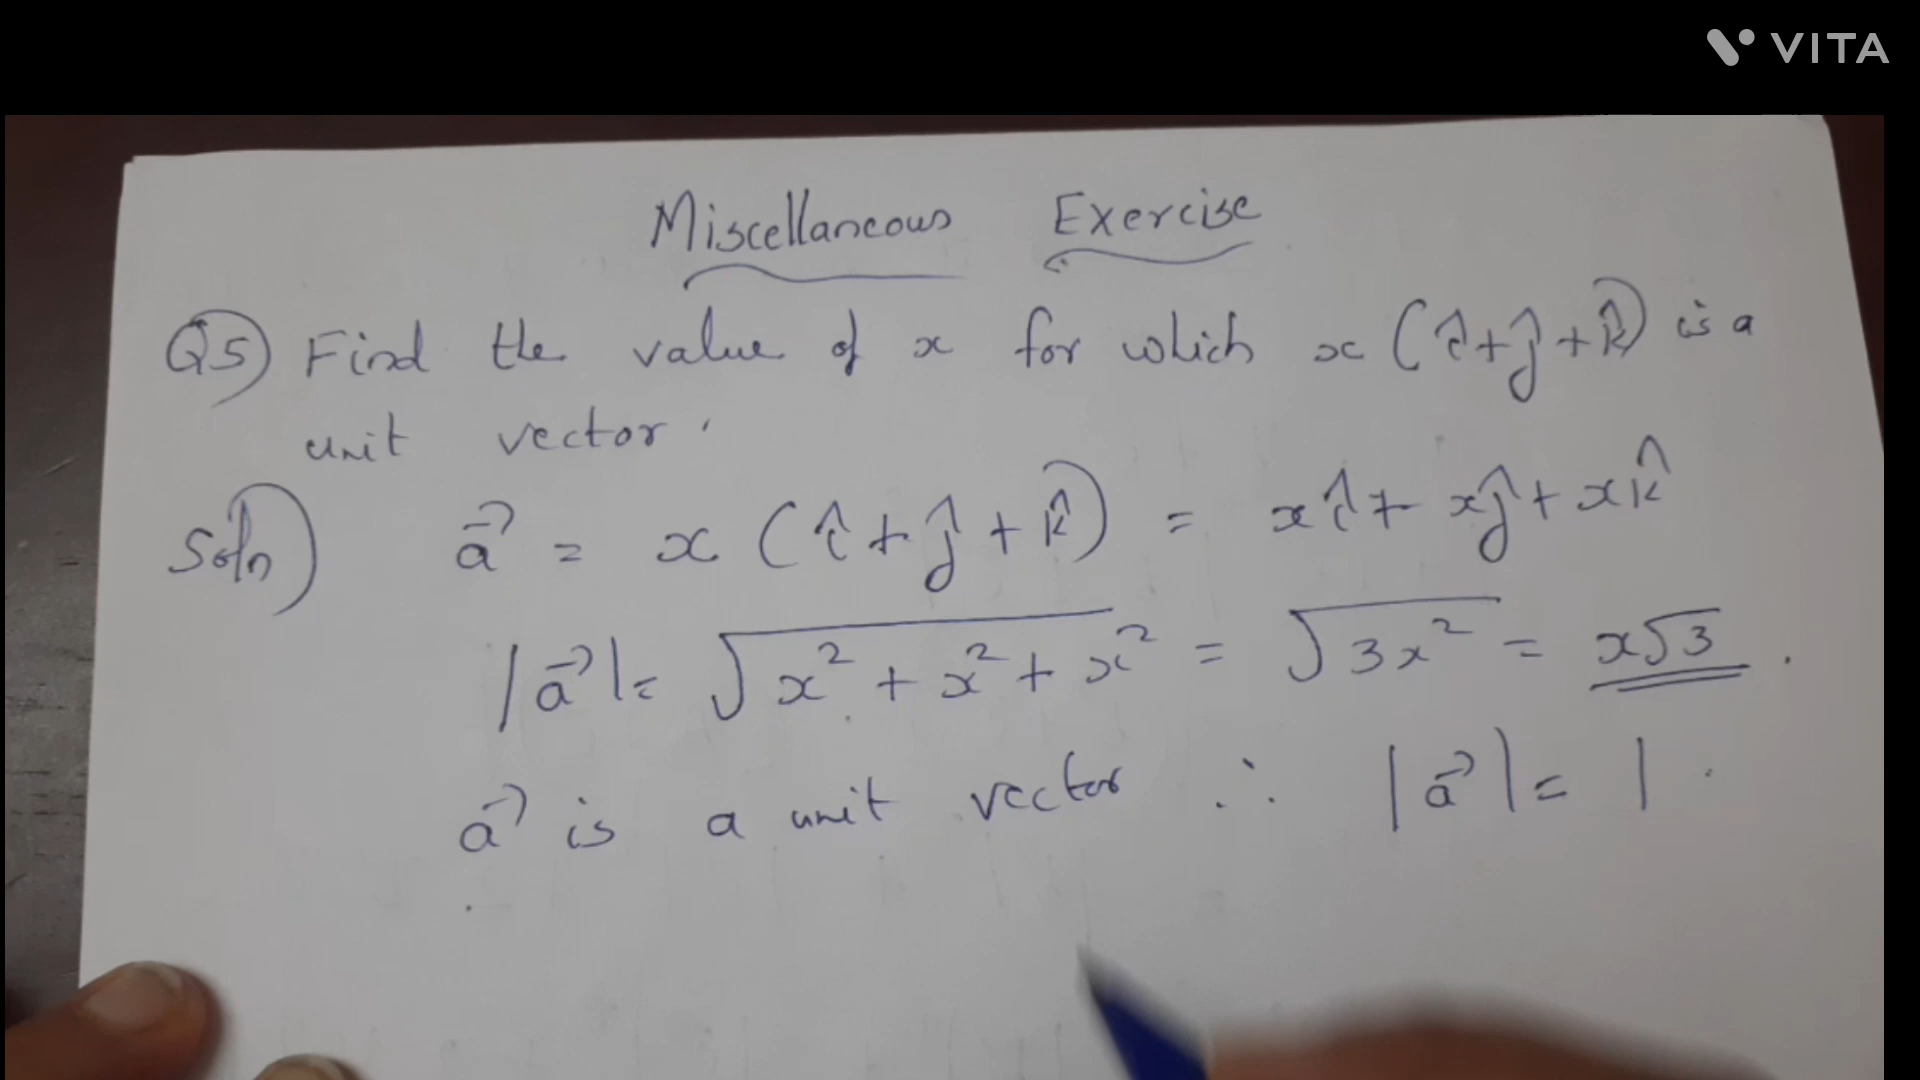 VITA
Miscellaneous Exercise
Q5) Find the value of x for which x (î + ĵ + k̂) is a
unit vector.
Soln) a⃗ = x (î + ĵ + k̂) = xî + xĵ + xk̂
|a⃗| = √x² + x² + x² = √3x² = x√3 .
a⃗ is a unit vector ∴ |a⃗| = 1 .